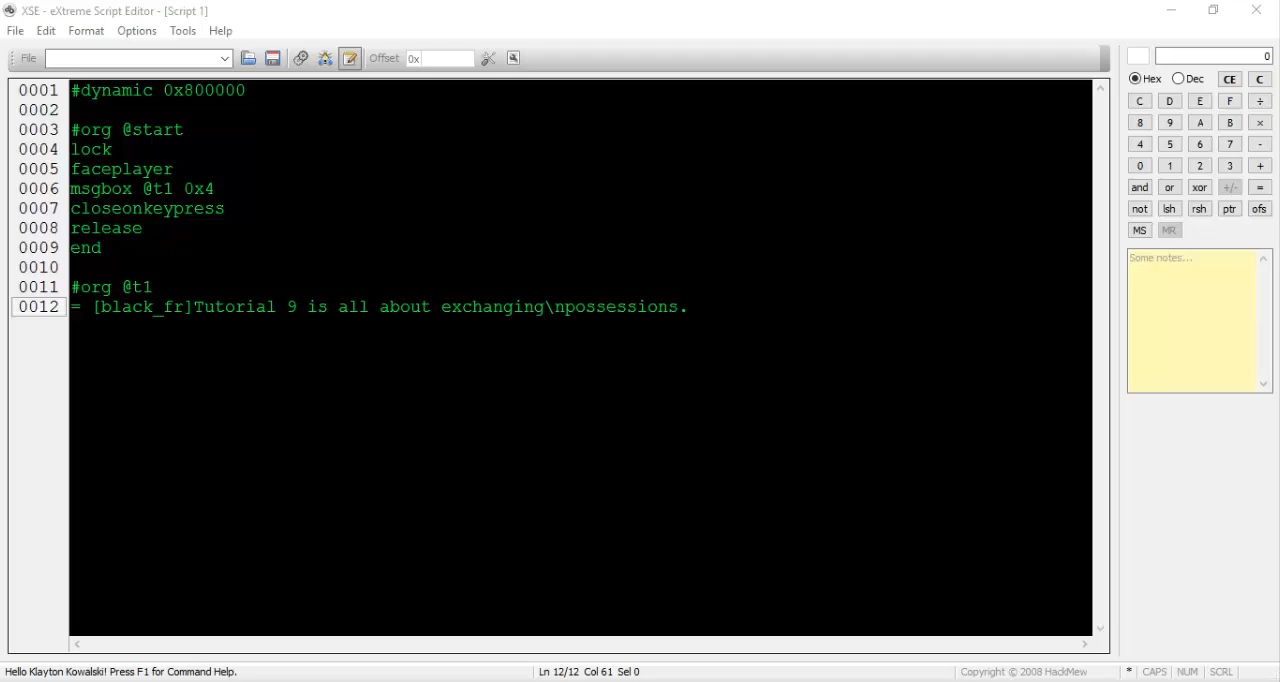 XSE - eXtreme Script Editor - [Script 1]
File Edit Format Options Tools Help
File Offset 0x
0
Hex Dec CE C
C D E F ÷
8 9 A B ×
4 5 6 7 -
0 1 2 3 +
and or xor +/- =
not lsh rsh ptr ofs
MS MR
Some notes...
0001 #dynamic 0x800000
0002
0003 #org @start
0004 lock
0005 faceplayer
0006 msgbox @t1 0x4
0007 closeonkeypress
0008 release
0009 end
0010
0011 #org @t1
0012 = [black_fr]Tutorial 9 is all about exchanging\npossessions.
Hello Klayton Kowalski! Press F1 for Command Help. Ln 12/12 Col 61 Sel 0 Copyright © 2008 HackMew * CAPS NUM SCRL